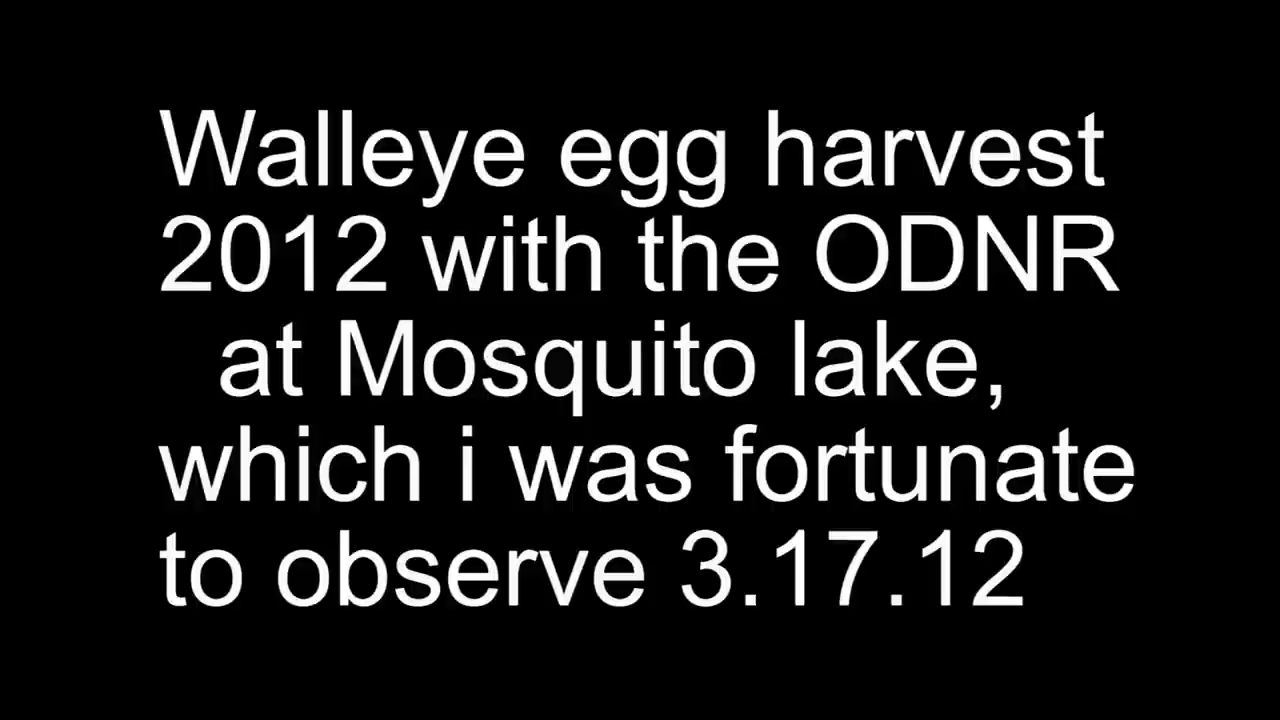 Walleye egg harvest
2012 with the ODNR
at Mosquito lake,
which i was fortunate
to observe 3.17.12